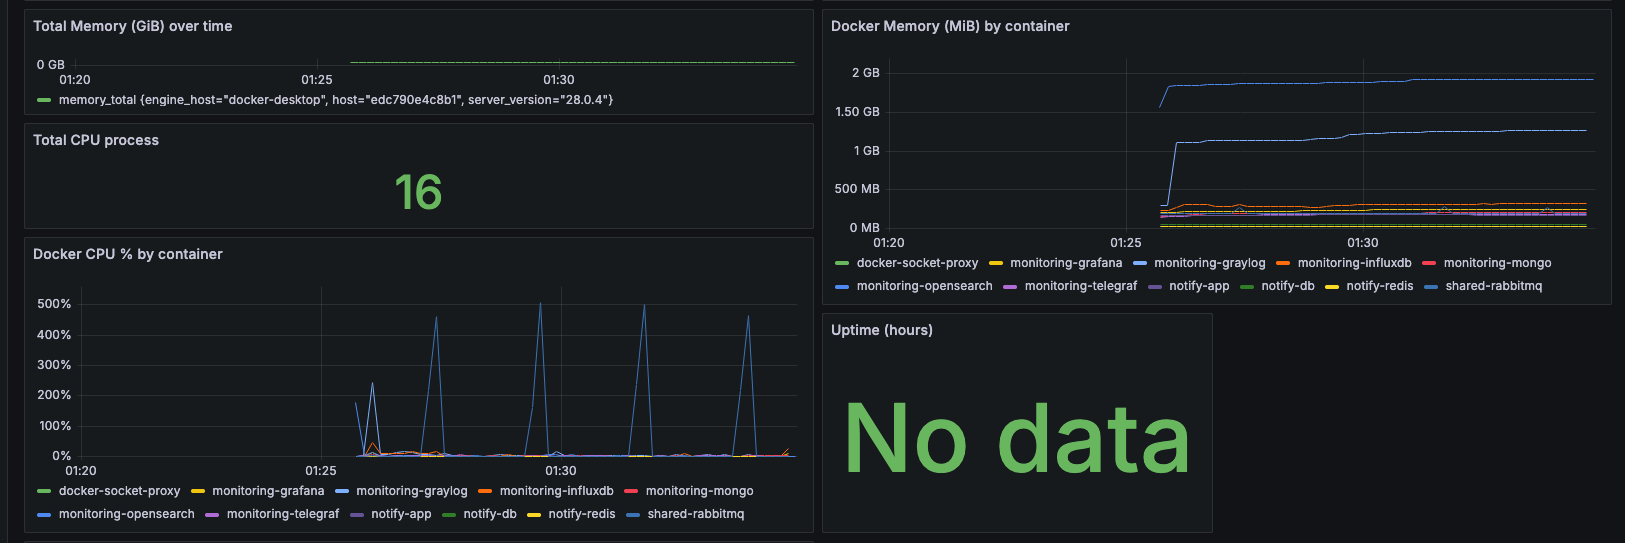 Total Memory (GiB) over time
0 GB
01:20 01:25 01:30
memory_total {engine_host="docker-desktop", host="edc790e4c8b1", server_version="28.0.4"}
Total CPU process
16
Docker CPU % by container
500%
400%
300%
200%
100%
0%
01:20 01:25 01:30
docker-socket-proxy monitoring-grafana monitoring-graylog monitoring-influxdb monitoring-mongo
monitoring-opensearch monitoring-telegraf notify-app notify-db notify-redis shared-rabbitmq
Docker Memory (MiB) by container
2 GB
1.50 GB
1 GB
500 MB
0 MB
01:20 01:25 01:30
docker-socket-proxy monitoring-grafana monitoring-graylog monitoring-influxdb monitoring-mongo
monitoring-opensearch monitoring-telegraf notify-app notify-db notify-redis shared-rabbitmq
Uptime (hours)
No data